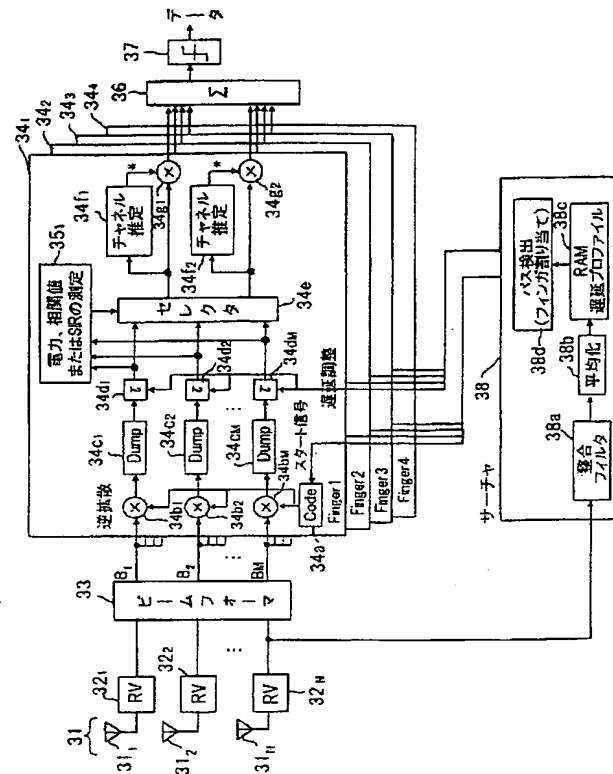 31
31₁
31₂
31N
32₁
RV
32₂
RV
32N
RV
⋮
33
ビームフォーマ
B₁
B₂
BM
⋯
逆拡散
34b₁
34b₂
34bM
34a
Code
スタート信号
34c₁
Dump
34c₂
Dump
34cM
Dump
34d₁
34d₂
34dM
遅延調整
35₁
電力、相関値
またはSIRの測定
34e
セレクタ
34f₁
チャネル
推定
34f₂
チャネル
推定
*
*
34g₁
34g₂
34₁
34₂
34₃
34₄
Finger1
Finger2
Finger3
Finger4
36
Σ
37
データ
サーチャ
38
38a
整合
フィルタ
38b
平均化
38c
RAM
遅延プロファイル
38d
パス検出
(フィンガ割り当て)